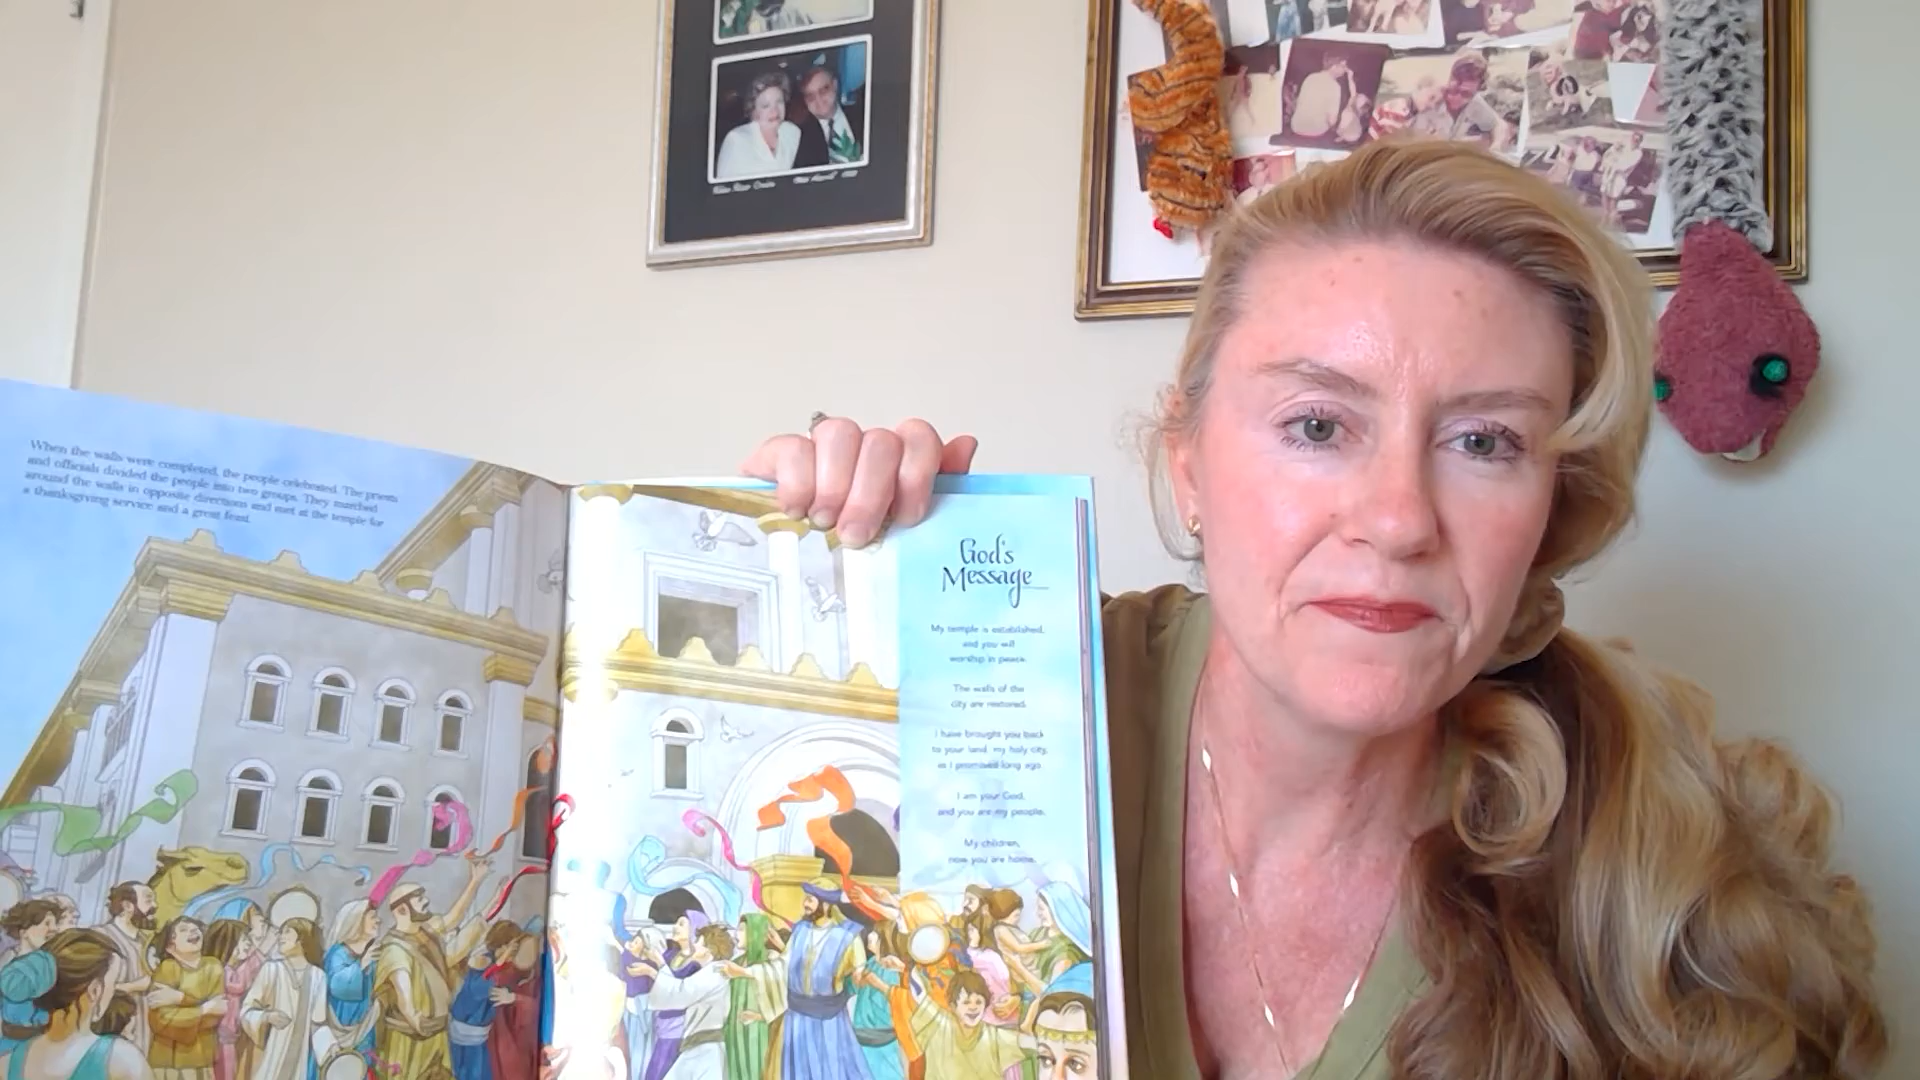 When the walls were completed, the people celebrated. The priests
and officials divided the people into two groups. They marched
around the walls in opposite directions and met at the temple for
a thanksgiving service and a great feast.
God's
Message
My temple is established,
and you will
worship in peace.
The walls of the
city are restored.
I have brought you back
to your land, my holy city,
as I promised long ago.
I am your God,
and you are my people.
My children,
now you are home.